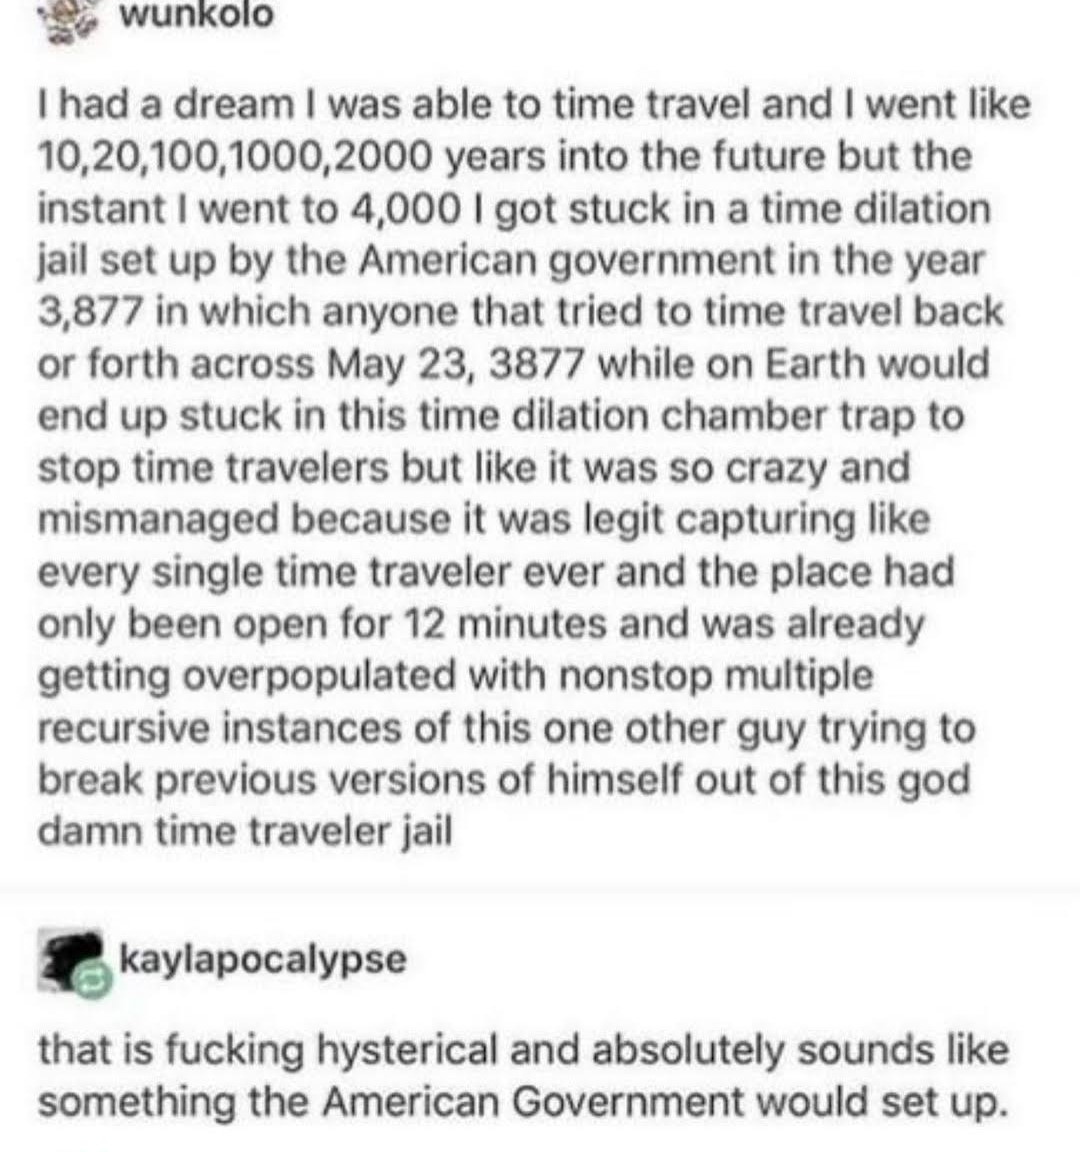 wunkolo
I had a dream I was able to time travel and I went like
10,20,100,1000,2000 years into the future but the
instant I went to 4,000 I got stuck in a time dilation
jail set up by the American government in the year
3,877 in which anyone that tried to time travel back
or forth across May 23, 3877 while on Earth would
end up stuck in this time dilation chamber trap to
stop time travelers but like it was so crazy and
mismanaged because it was legit capturing like
every single time traveler ever and the place had
only been open for 12 minutes and was already
getting overpopulated with nonstop multiple
recursive instances of this one other guy trying to
break previous versions of himself out of this god
damn time traveler jail
kaylapocalypse
that is fucking hysterical and absolutely sounds like
something the American Government would set up.